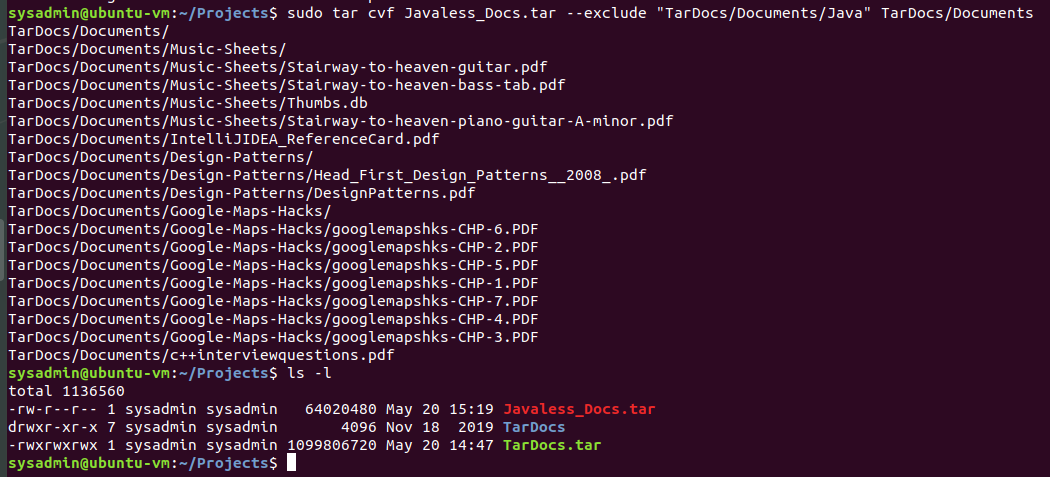 sysadmin@ubuntu-vm:~/Projects$ sudo tar cvf Javaless_Docs.tar --exclude "TarDocs/Documents/Java" TarDocs/Documents
TarDocs/Documents/
TarDocs/Documents/Music-Sheets/
TarDocs/Documents/Music-Sheets/Stairway-to-heaven-guitar.pdf
TarDocs/Documents/Music-Sheets/Stairway-to-heaven-bass-tab.pdf
TarDocs/Documents/Music-Sheets/Thumbs.db
TarDocs/Documents/Music-Sheets/Stairway-to-heaven-piano-guitar-A-minor.pdf
TarDocs/Documents/IntelliJIDEA_ReferenceCard.pdf
TarDocs/Documents/Design-Patterns/
TarDocs/Documents/Design-Patterns/Head_First_Design_Patterns__2008_.pdf
TarDocs/Documents/Design-Patterns/DesignPatterns.pdf
TarDocs/Documents/Google-Maps-Hacks/
TarDocs/Documents/Google-Maps-Hacks/googlemapshks-CHP-6.PDF
TarDocs/Documents/Google-Maps-Hacks/googlemapshks-CHP-2.PDF
TarDocs/Documents/Google-Maps-Hacks/googlemapshks-CHP-5.PDF
TarDocs/Documents/Google-Maps-Hacks/googlemapshks-CHP-1.PDF
TarDocs/Documents/Google-Maps-Hacks/googlemapshks-CHP-7.PDF
TarDocs/Documents/Google-Maps-Hacks/googlemapshks-CHP-4.PDF
TarDocs/Documents/Google-Maps-Hacks/googlemapshks-CHP-3.PDF
TarDocs/Documents/c++interviewquestions.pdf
sysadmin@ubuntu-vm:~/Projects$ ls -l
total 1136560
-rw-r--r-- 1 sysadmin sysadmin   64020480 May 20 15:19 Javaless_Docs.tar
drwxr-xr-x 7 sysadmin sysadmin       4096 Nov 18  2019 TarDocs
-rwxrwxrwx 1 sysadmin sysadmin 1099806720 May 20 14:47 TarDocs.tar
sysadmin@ubuntu-vm:~/Projects$